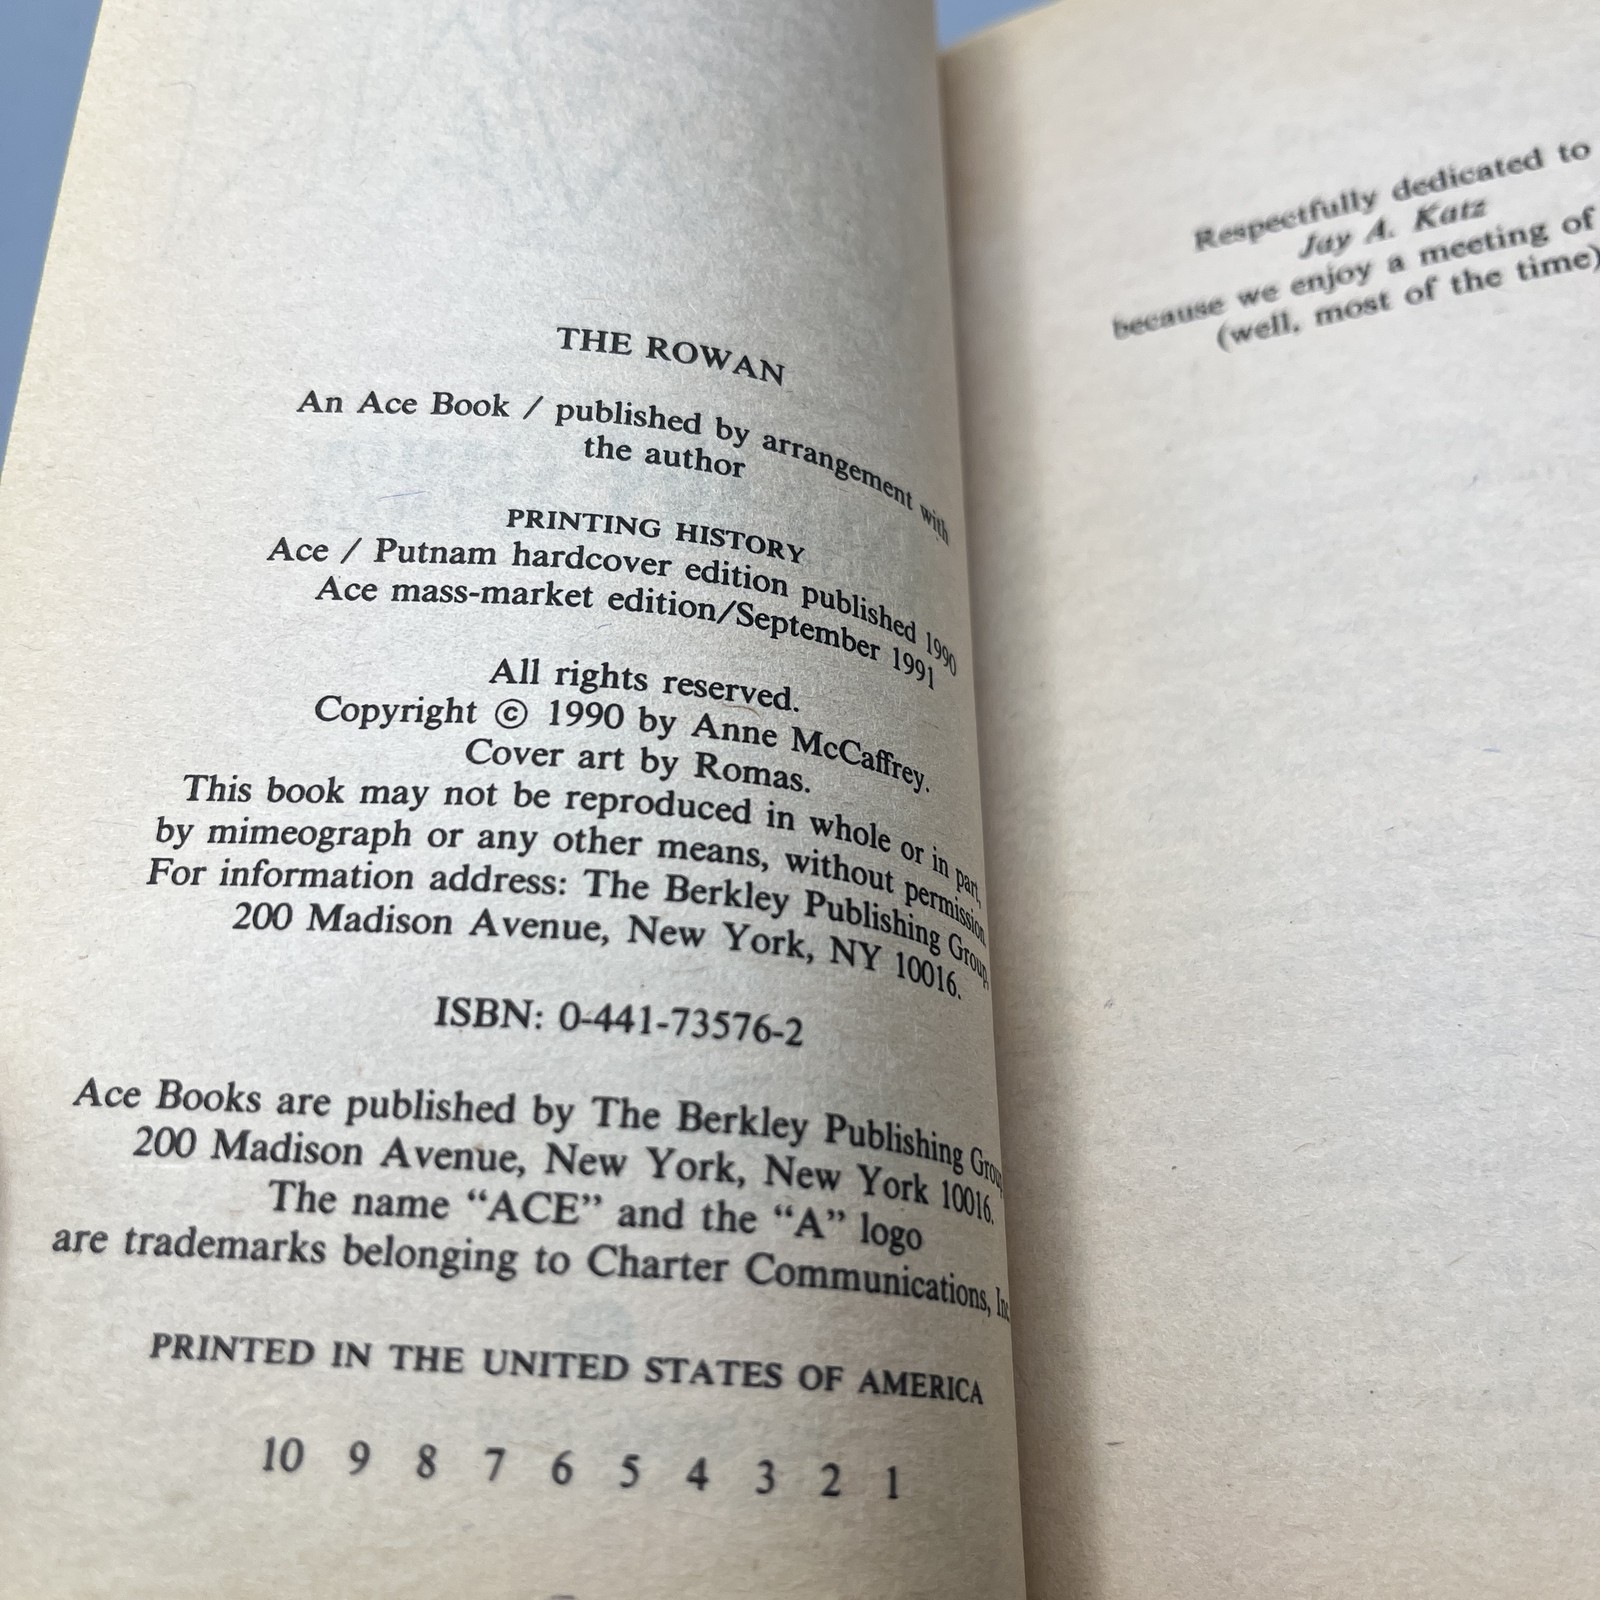 THE ROWAN
An Ace Book / published by arrangement with
the author
PRINTING HISTORY
Ace / Putnam hardcover edition published 1990
Ace mass-market edition/September 1991
All rights reserved.
Copyright © 1990 by Anne McCaffrey.
Cover art by Romas.
This book may not be reproduced in whole or in part,
by mimeograph or any other means, without permission
For information address: The Berkley Publishing Group,
200 Madison Avenue, New York, NY 10016.
ISBN: 0-441-73576-2
Ace Books are published by The Berkley Publishing Group
200 Madison Avenue, New York, New York 10016.
The name “ACE” and the “A” logo
are trademarks belonging to Charter Communications, Inc
PRINTED IN THE UNITED STATES OF AMERICA
10 9 8 7 6 5 4 3 2 1
Respectfully dedicated to
Jay A. Katz
because we enjoy a meeting of
(well, most of the time)